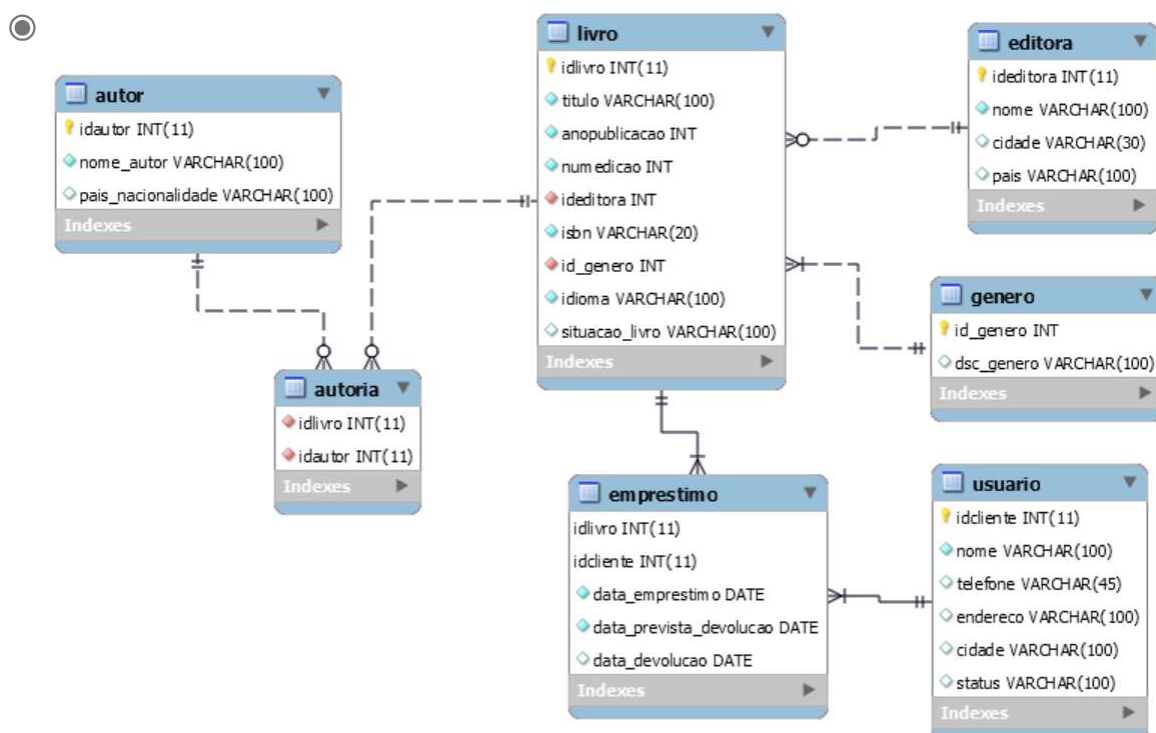 autor
idautor INT(11)
nome_autor VARCHAR(100)
pais_nacionalidade VARCHAR(100)
Indexes
livro
idlivro INT(11)
titulo VARCHAR(100)
anopublicacao INT
numedicao INT
ideditora INT
isbn VARCHAR(20)
id_genero INT
idioma VARCHAR(100)
situacao_livro VARCHAR(100)
Indexes
editora
ideditora INT(11)
nome VARCHAR(100)
cidade VARCHAR(30)
pais VARCHAR(100)
Indexes
genero
id_genero INT
dsc_genero VARCHAR(100)
Indexes
autoria
idlivro INT(11)
idautor INT(11)
Indexes
emprestimo
idlivro INT(11)
idcliente INT(11)
data_emprestimo DATE
data_prevista_devolucao DATE
data_devolucao DATE
Indexes
usuario
idcliente INT(11)
nome VARCHAR(100)
telefone VARCHAR(45)
endereco VARCHAR(100)
cidade VARCHAR(100)
status VARCHAR(100)
Indexes